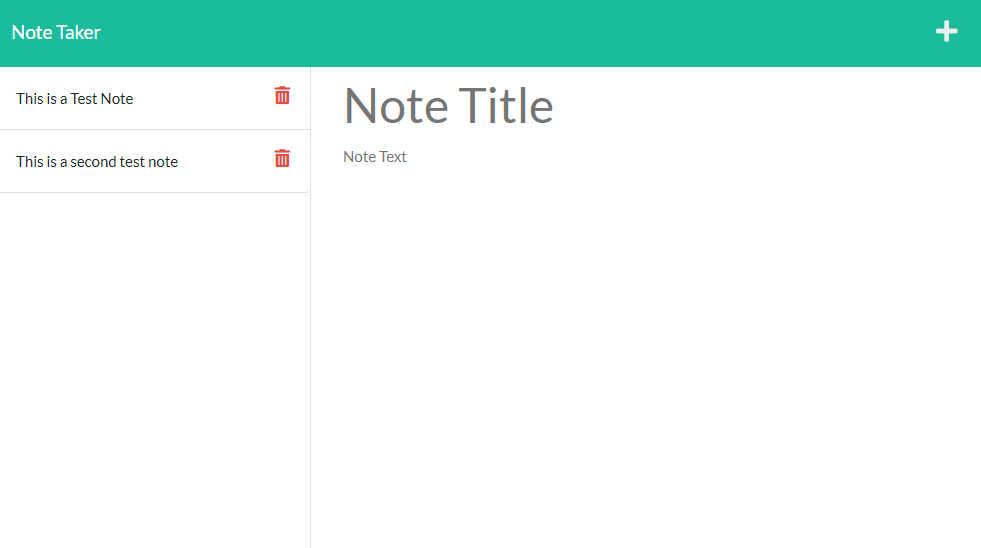 Note Taker
This is a Test Note
This is a second test note
Note Title
Note Text